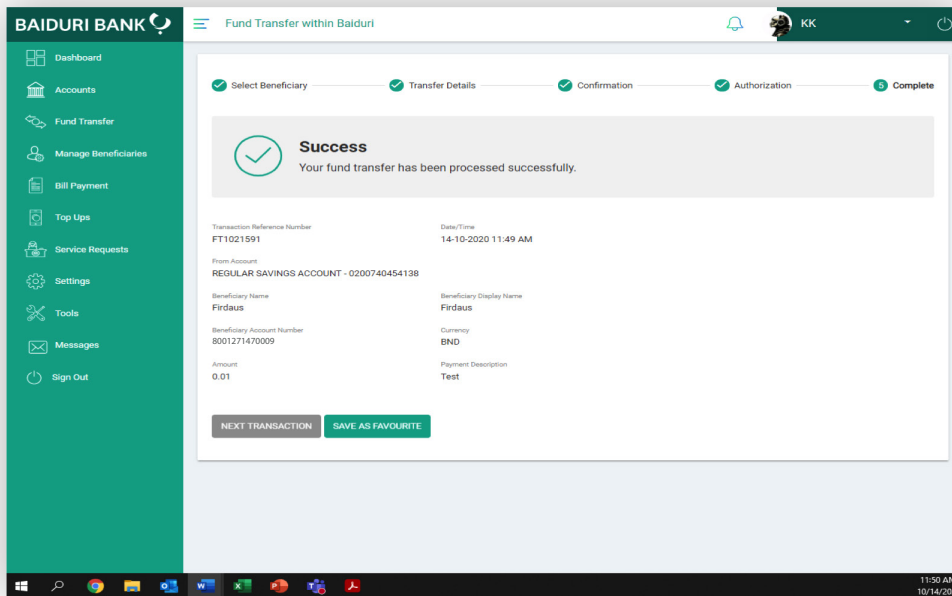 BAIDURI BANK
Fund Transfer within Baiduri
KK
Dashboard
Accounts
Fund Transfer
Manage Beneficiaries
Bill Payment
Top Ups
Service Requests
Settings
Tools
Messages
Sign Out
Select Beneficiary
Transfer Details
Confirmation
Authorization
5 Complete
Success
Your fund transfer has been processed successfully.
Transaction Reference Number
FT1021591
Date/Time
14-10-2020 11:49 AM
From Account
REGULAR SAVINGS ACCOUNT - 0200740454138
Beneficiary Name
Firdaus
Beneficiary Display Name
Firdaus
Beneficiary Account Number
8001271470009
Currency
BND
Amount
0.01
Payment Description
Test
NEXT TRANSACTION
SAVE AS FAVOURITE
11:50 AM
10/14/20